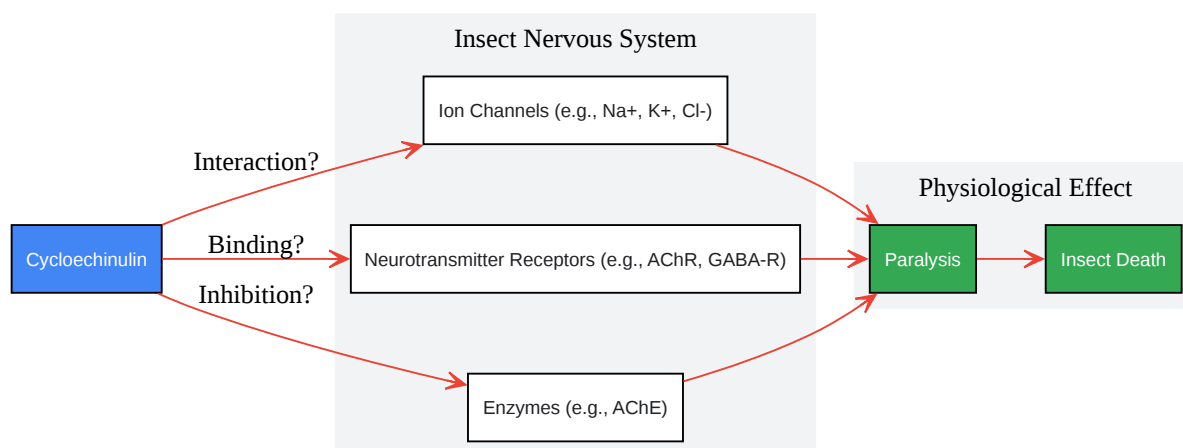 Insect Nervous System
Ion Channels (e.g., Na+, K+, Cl-)
Interaction?
Physiological Effect
Cycloechinulin
Binding?
Neurotransmitter Receptors (e.g., AChR, GABA-R)
Paralysis
Insect Death
Inhibition?
Enzymes (e.g., AChE)